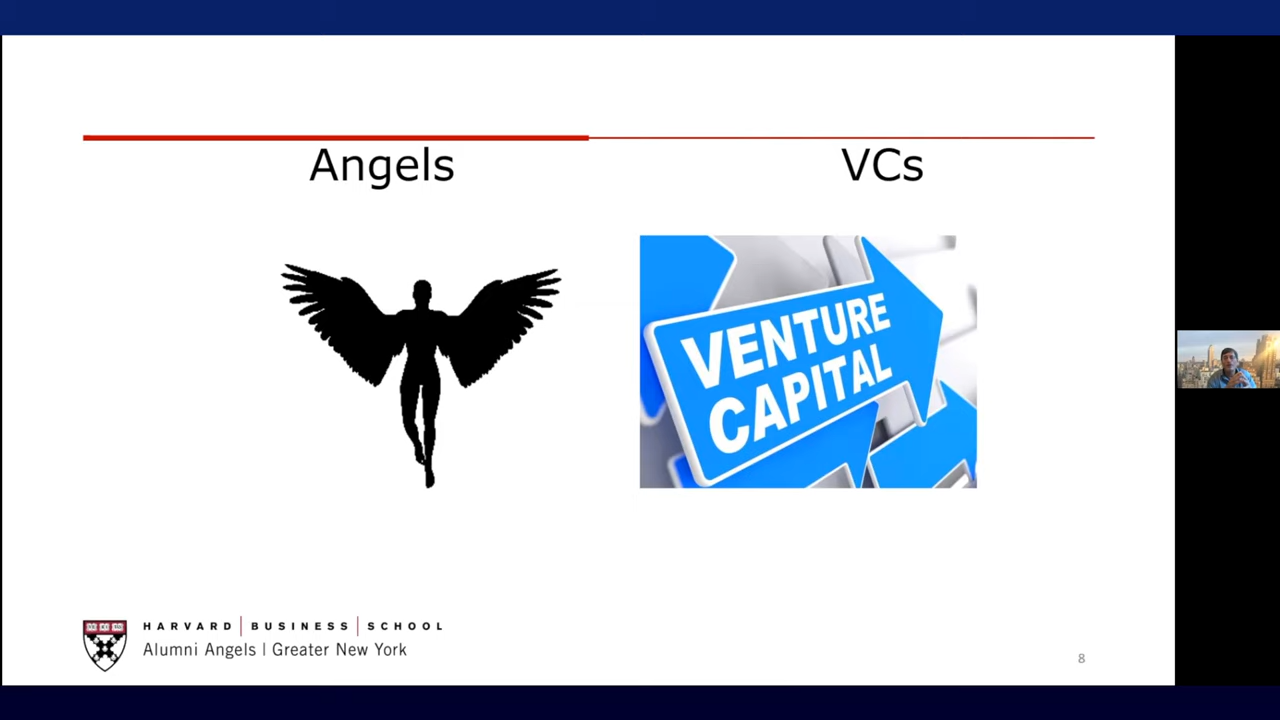 Angels
VCs
VENTURE
CAPITAL
HARVARD | BUSINESS | SCHOOL
Alumni Angels | Greater New York
8